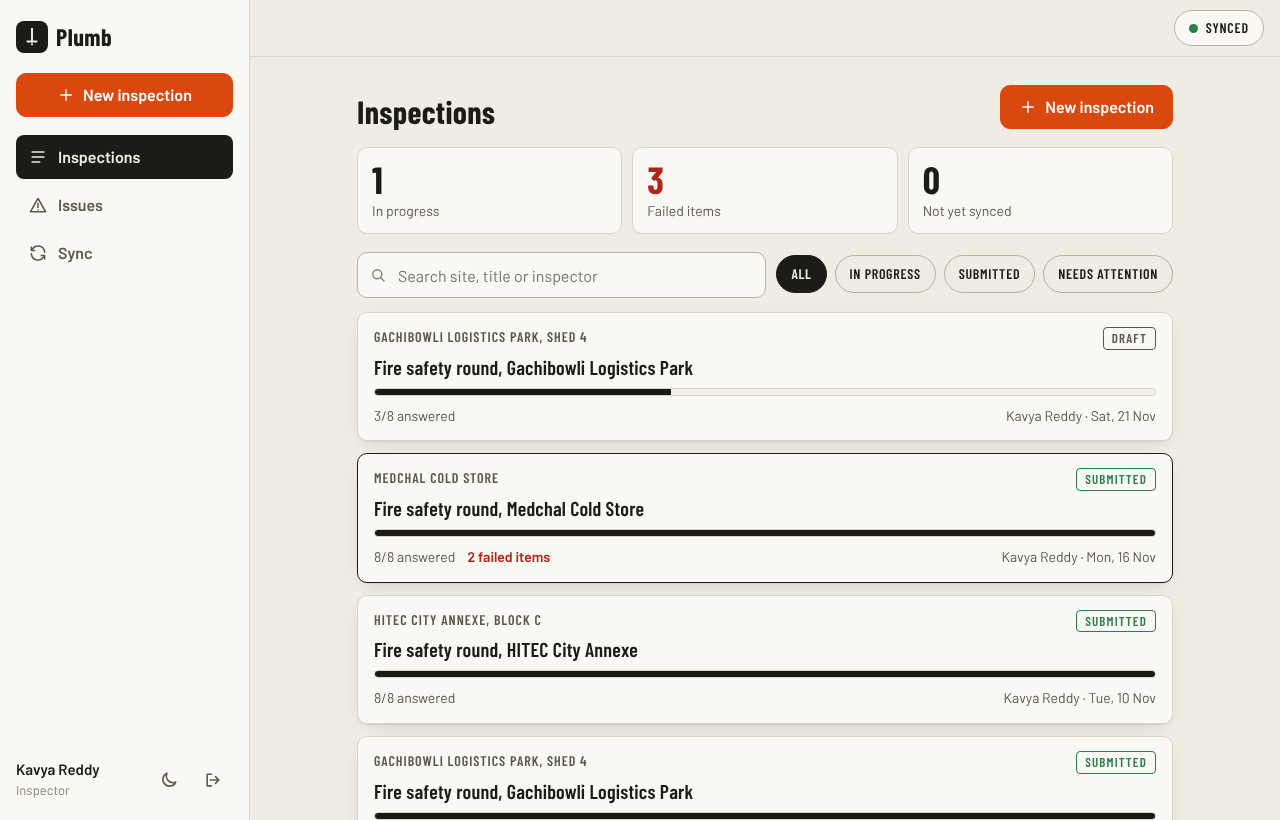 Plumb
New inspection
Inspections
Issues
Sync
Kavya Reddy
Inspector
SYNCED
Inspections
New inspection
1
In progress
3
Failed items
0
Not yet synced
Search site, title or inspector
ALL
IN PROGRESS
SUBMITTED
NEEDS ATTENTION
GACHIBOWLI LOGISTICS PARK, SHED 4
DRAFT
Fire safety round, Gachibowli Logistics Park
3/8 answered
Kavya Reddy · Sat, 21 Nov
MEDCHAL COLD STORE
SUBMITTED
Fire safety round, Medchal Cold Store
8/8 answered 2 failed items
Kavya Reddy · Mon, 16 Nov
HITEC CITY ANNEXE, BLOCK C
SUBMITTED
Fire safety round, HITEC City Annexe
8/8 answered
Kavya Reddy · Tue, 10 Nov
GACHIBOWLI LOGISTICS PARK, SHED 4
SUBMITTED
Fire safety round, Gachibowli Logistics Park